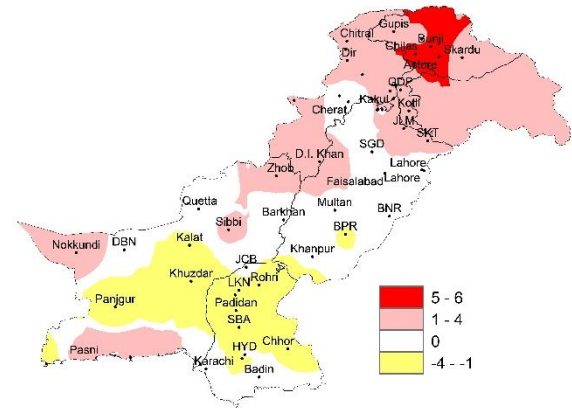 Gupis
Chitral
Bunji
Chilas
Skardu
Dir
Astore
GDP
Kakul
Cherat
Kotli
JLM
SKT
SGD
D.I. Khan
Lahore
Zhob
Faisalabad
Lahore
Quetta
Multan
BNR
Barkhan
Sibbi
BPR
DBN
Kalat
Nokkundi
Khanpur
JCB
Khuzdar
LKN
Rohri
5 - 6
Panjgur
Padidan
1 - 4
SBA
0
Pasni
HYD
Chhor
-4 - -1
Karachi
Badin